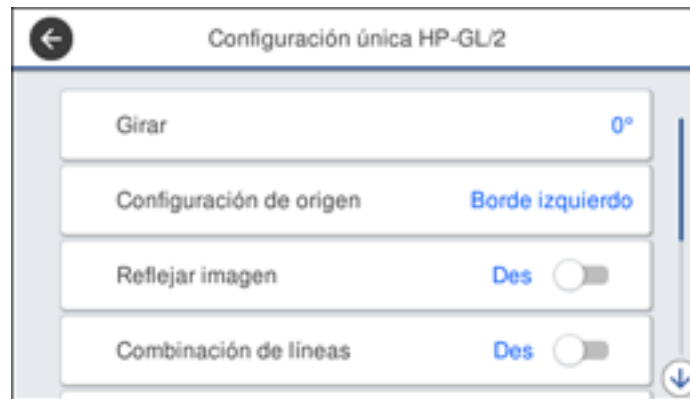 Configuración única HP-GL/2
Girar 0°
Configuración de origen Borde izquierdo
Reflejar imagen Des
Combinación de líneas Des